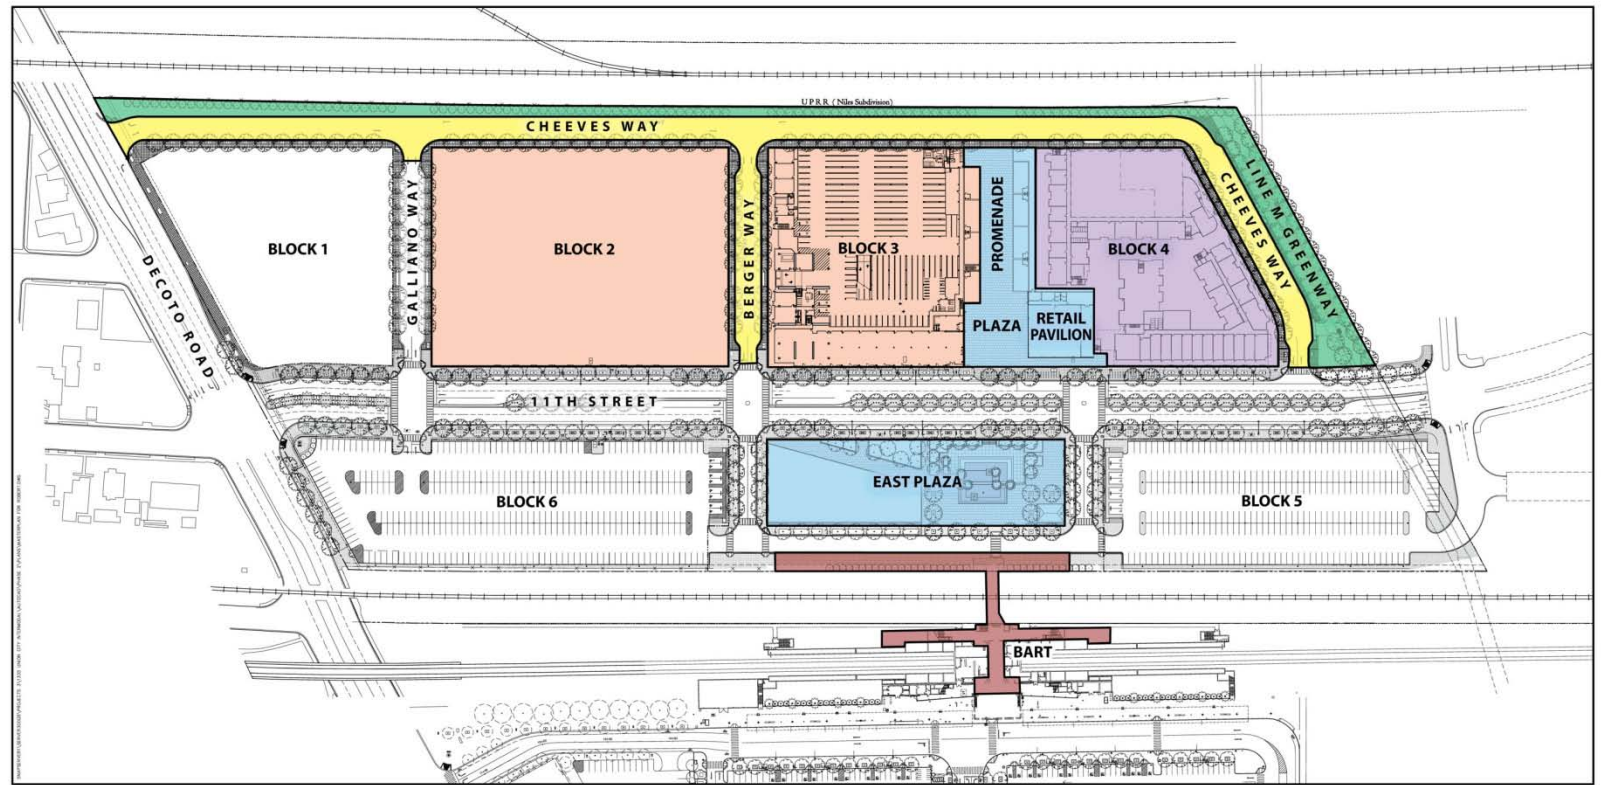 UPRR (Niles Subdivision)
CHEEVES WAY
LINE M GREENWAY
CHEEVES WAY
DECOTO ROAD
BLOCK 1
GALLIANO WAY
BLOCK 2
BERGER WAY
BLOCK 3
PROMENADE
BLOCK 4
PLAZA
RETAIL
PAVILION
11TH STREET
BLOCK 6
EAST PLAZA
BLOCK 5
BART